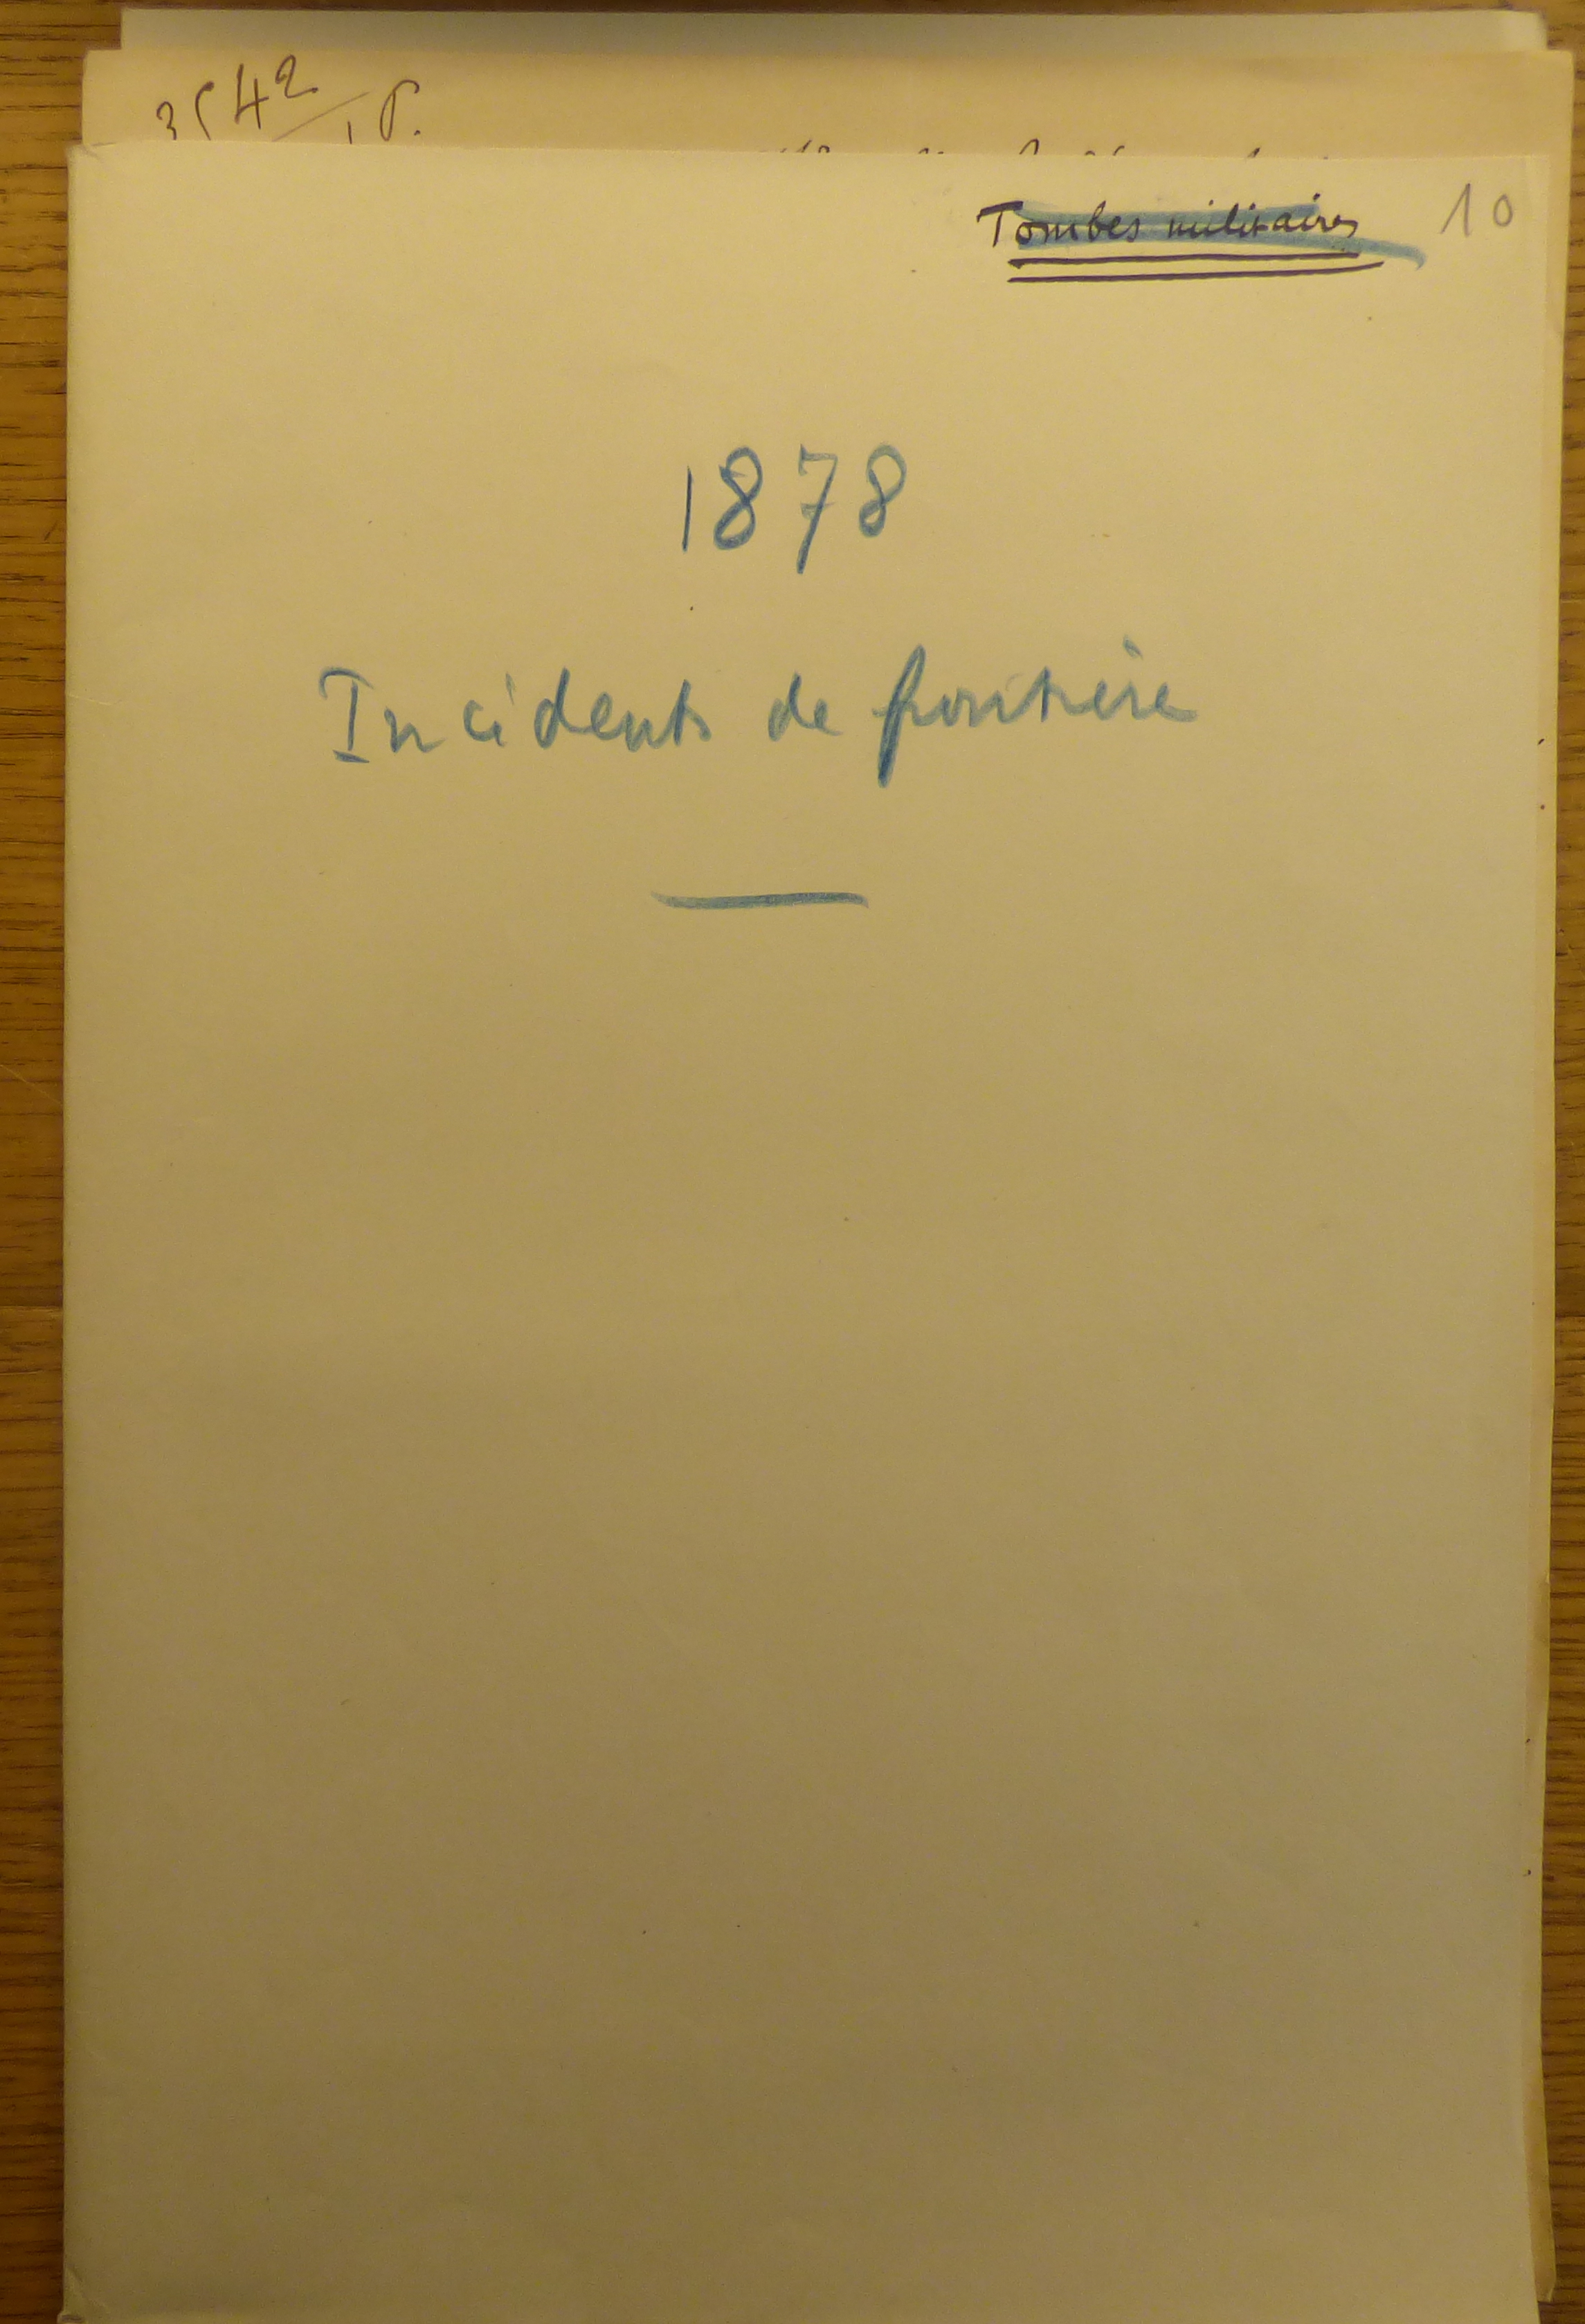 3542
~~Tombes militaires~~ 10
1878
Incidents de frontière